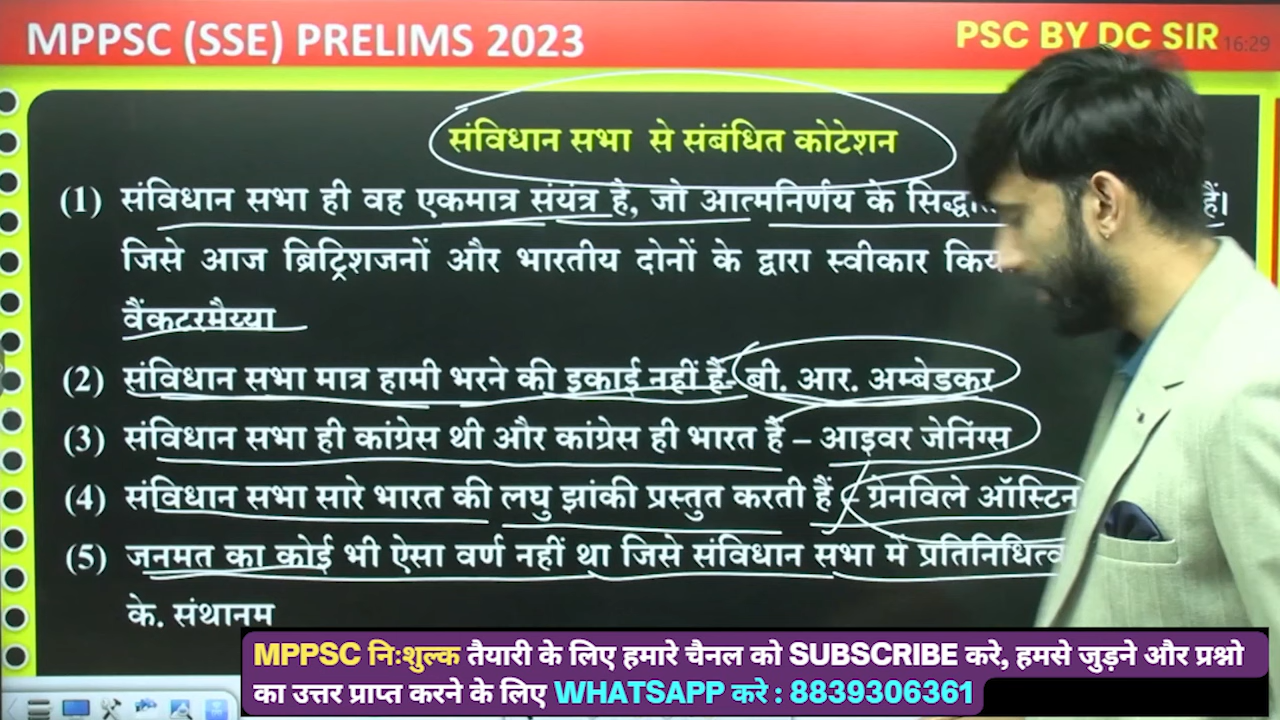 MPPSC (SSE) PRELIMS 2023
PSC BY DC SIR
16:29
संविधान सभा से संबंधित कोटेशन
(1) संविधान सभा ही वह एकमात्र संयंत्र है, जो आत्मनिर्णय के हैं।
जिसे आज ब्रिट्रिशजनों और भारतीय दोनों के द्वारा स्वीकार
वैंकटरमैय्या
(2) संविधान सभा मात्र हामी भरने की इकाई नहीं है- बी. आर. अम्बेडकर
(3) संविधान सभा ही कांग्रेस थी और कांग्रेस ही भारत हैं – आइवर जेनिंग्स
(4) संविधान सभा सारे भारत की लघु झांकी प्रस्तुत करती हैं - ग्रेनविले ऑस्टिन
(5) जनमत का कोई भी ऐसा वर्ण नहीं था जिसे संविधान सभा में
के. संथानम
MPPSC निःशुल्क तैयारी के लिए हमारे चैनल को SUBSCRIBE करे, हमसे जुड़ने और प्रश्नो
का उत्तर प्राप्त करने के लिए WHATSAPP करे : 8839306361